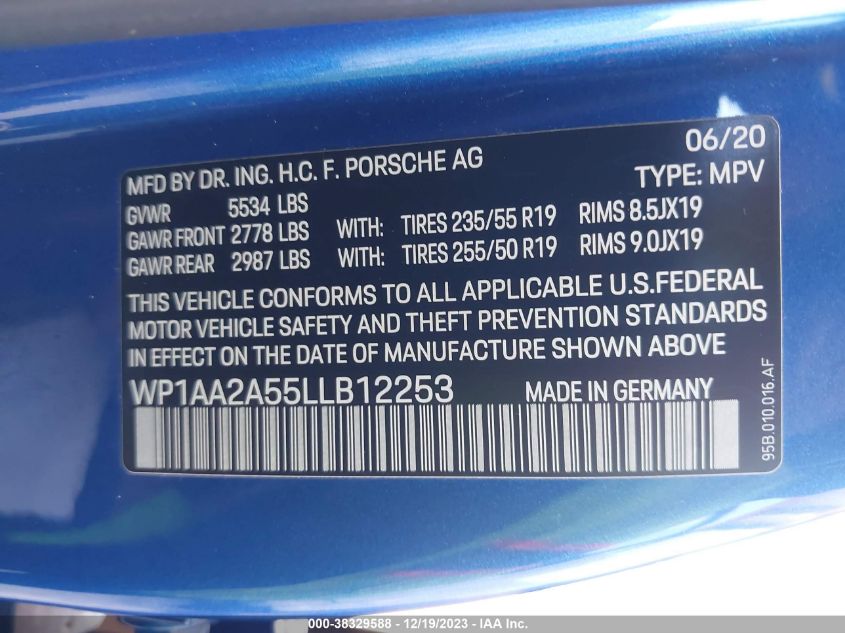 06/20
MFD BY DR. ING. H.C. F. PORSCHE AG TYPE: MPV
GVWR 5534 LBS
GAWR FRONT 2778 LBS WITH: TIRES 235/55 R19 RIMS 8.5JX19
GAWR REAR 2987 LBS WITH: TIRES 255/50 R19 RIMS 9.0JX19
THIS VEHICLE CONFORMS TO ALL APPLICABLE U.S.FEDERAL
MOTOR VEHICLE SAFETY AND THEFT PREVENTION STANDARDS
IN EFFECT ON THE DATE OF MANUFACTURE SHOWN ABOVE
WP1AA2A55LLB12253 MADE IN GERMANY
95B.010.016.AF
000-38329588 - 12/19/2023 - © IAA Inc.